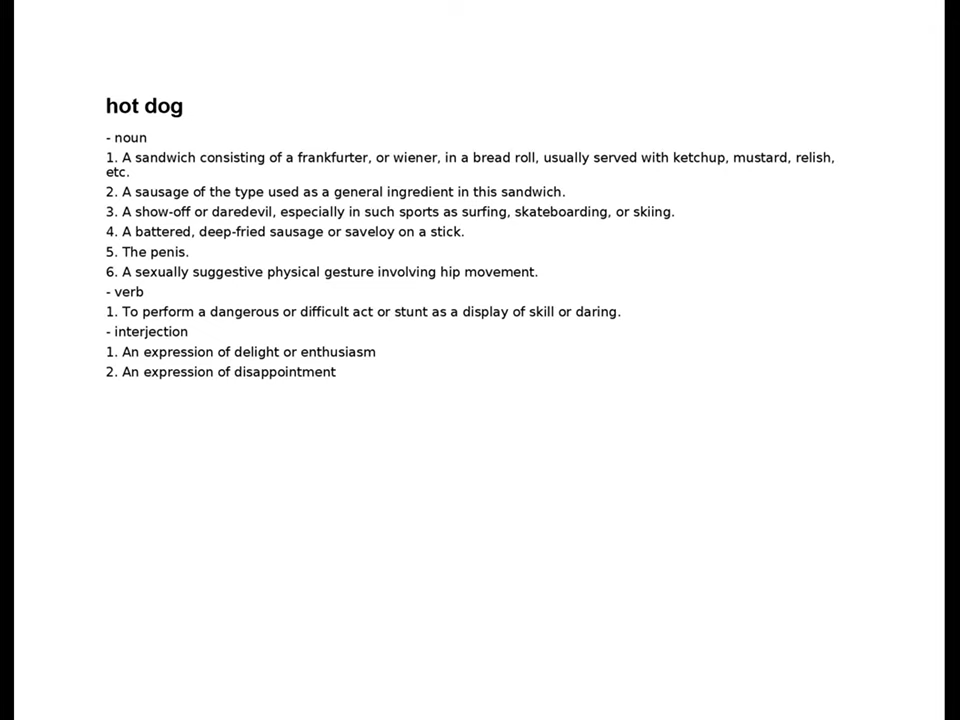 hot dog
- noun
1. A sandwich consisting of a frankfurter, or wiener, in a bread roll, usually served with ketchup, mustard, relish,
etc.
2. A sausage of the type used as a general ingredient in this sandwich.
3. A show-off or daredevil, especially in such sports as surfing, skateboarding, or skiing.
4. A battered, deep-fried sausage or saveloy on a stick.
5. The penis.
6. A sexually suggestive physical gesture involving hip movement.
- verb
1. To perform a dangerous or difficult act or stunt as a display of skill or daring.
- interjection
1. An expression of delight or enthusiasm
2. An expression of disappointment